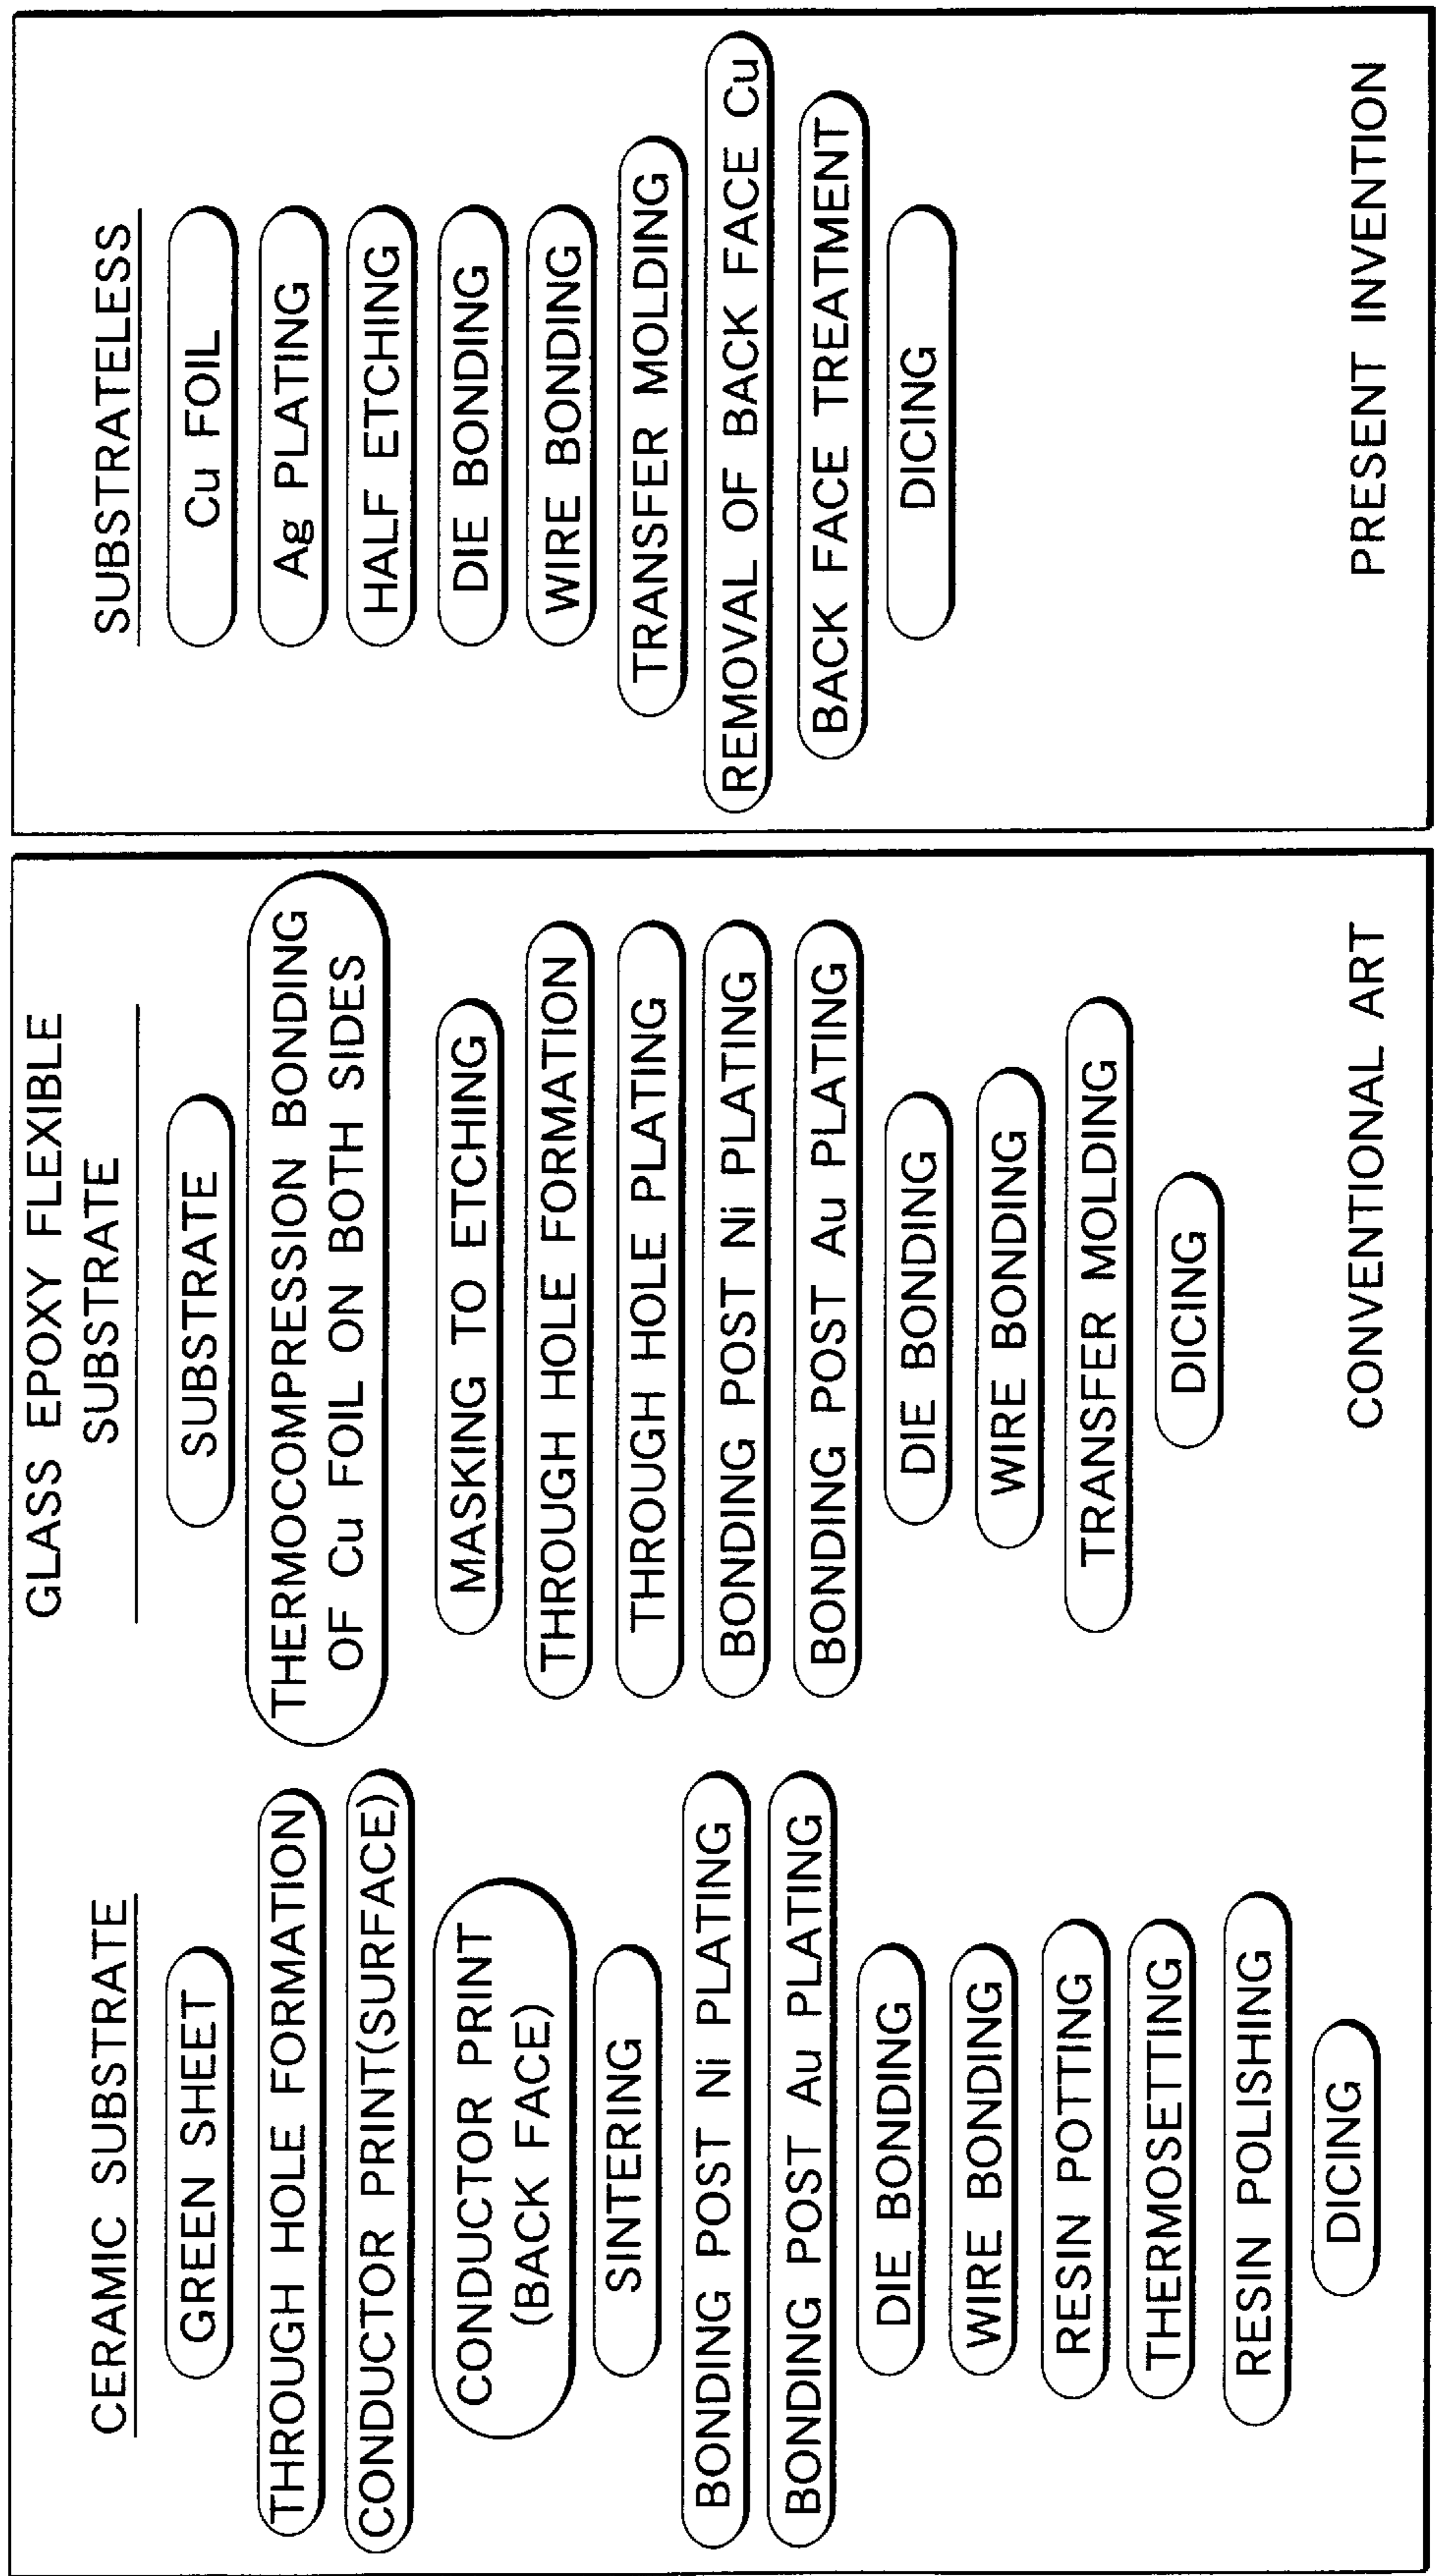 CERAMIC SUBSTRATE
GREEN SHEET
THROUGH HOLE FORMATION
CONDUCTOR PRINT(SURFACE)
CONDUCTOR PRINT
(BACK FACE)
SINTERING
BONDING POST Ni PLATING
BONDING POST Au PLATING
DIE BONDING
WIRE BONDING
RESIN POTTING
THERMOSETTING
RESIN POLISHING
DICING
GLASS EPOXY FLEXIBLE
SUBSTRATE
SUBSTRATE
THERMOCOMPRESSION BONDING
OF Cu FOIL ON BOTH SIDES
MASKING TO ETCHING
THROUGH HOLE FORMATION
THROUGH HOLE PLATING
BONDING POST Ni PLATING
BONDING POST Au PLATING
DIE BONDING
WIRE BONDING
TRANSFER MOLDING
DICING
CONVENTIONAL ART
SUBSTRATELESS
Cu FOIL
Ag PLATING
HALF ETCHING
DIE BONDING
WIRE BONDING
TRANSFER MOLDING
REMOVAL OF BACK FACE Cu
BACK FACE TREATMENT
DICING
PRESENT INVENTION